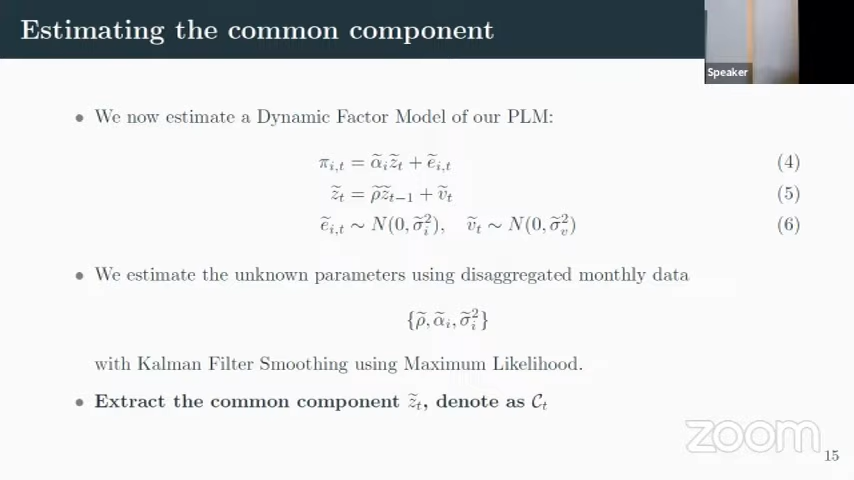 Estimating the common component
Speaker
• We now estimate a Dynamic Factor Model of our PLM:
π_{i,t} = α̃_i z̃_t + ẽ_{i,t} (4)
z̃_t = ρ̃ z̃_{t−1} + ṽ_t (5)
ẽ_{i,t} ∼ N(0, σ̃_i^2), ṽ_t ∼ N(0, σ̃_v^2) (6)
• We estimate the unknown parameters using disaggregated monthly data
{ρ̃, α̃_i, σ̃_i^2}
with Kalman Filter Smoothing using Maximum Likelihood.
• Extract the common component z̃_t, denote as 𝒞_t
zoom
15